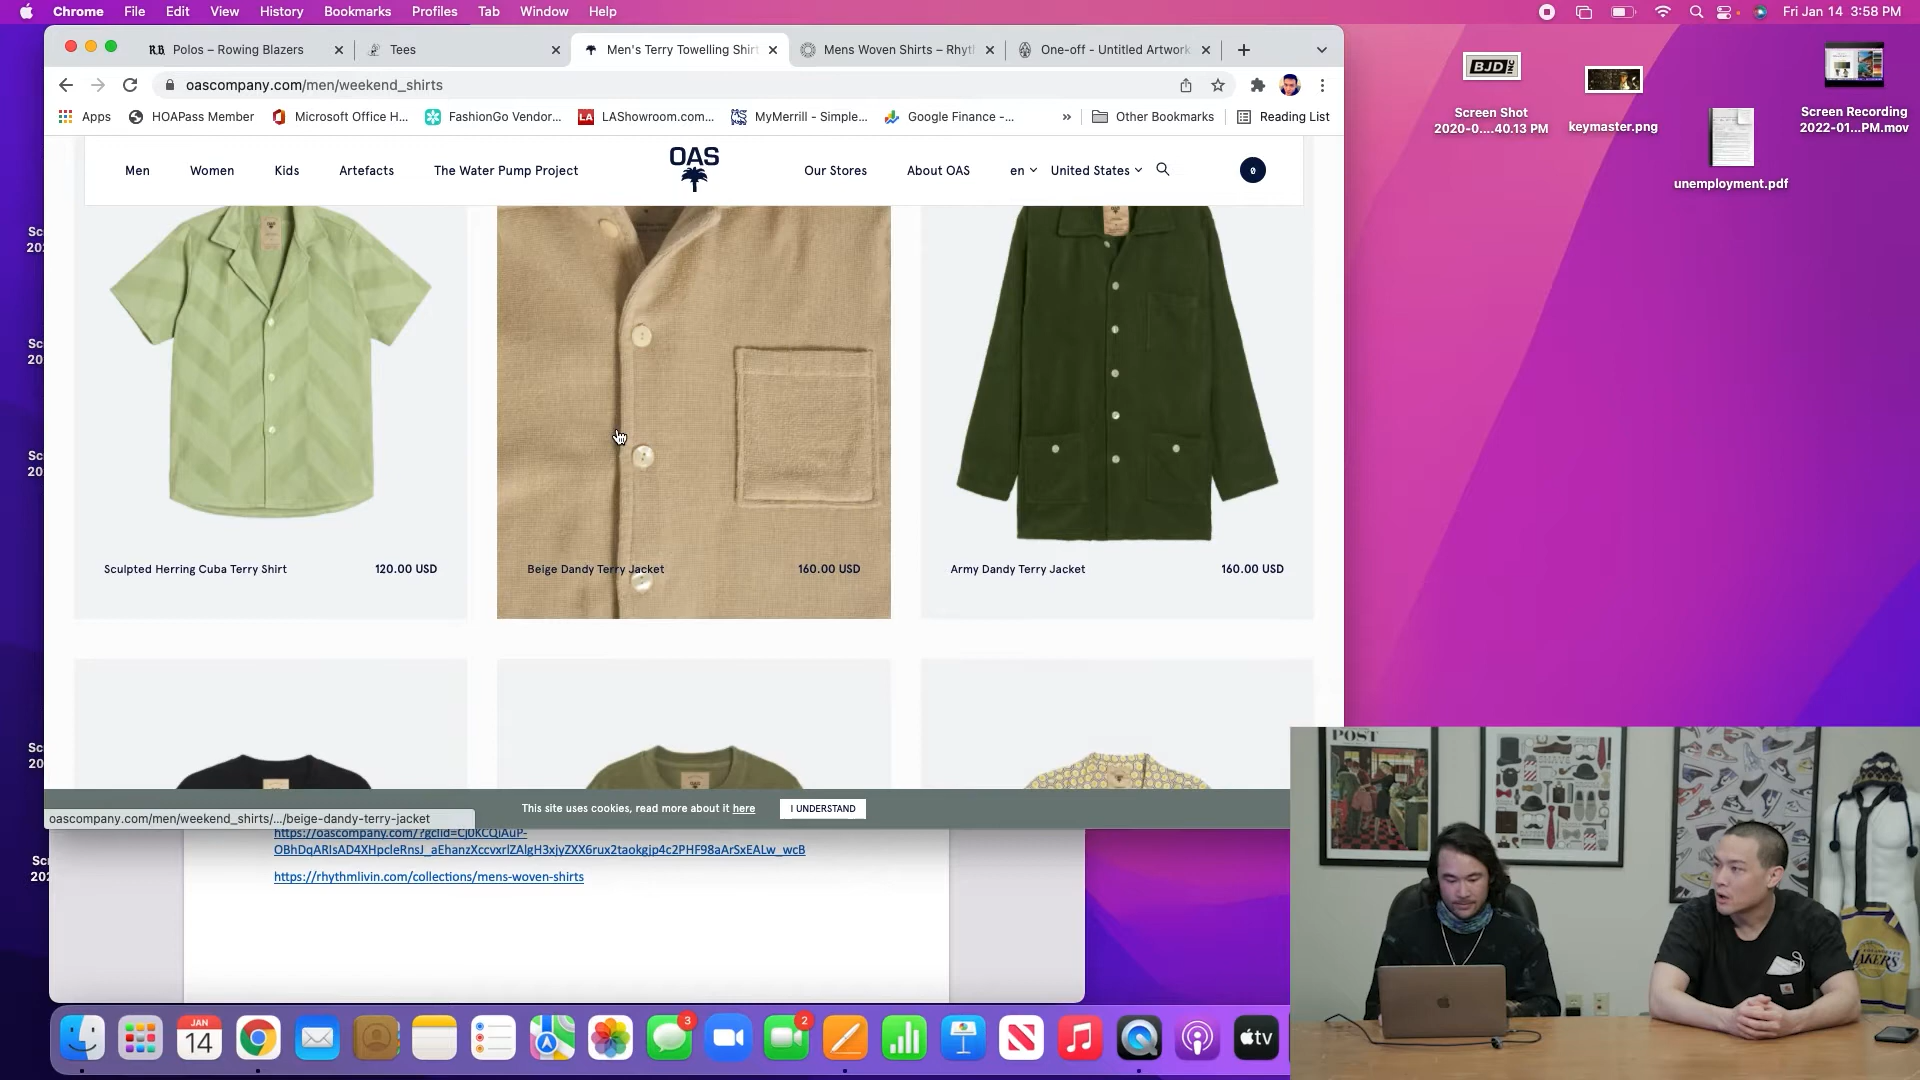 Chrome File Edit View History Bookmarks Profiles Tab Window Help Fri Jan 14 3:58 PM
R.B. Polos – Rowing Blazers Tees Men's Terry Towelling Shirt Mens Woven Shirts – Rhyt One-off - Untitled Artwork
oascompany.com/men/weekend_shirts
Apps HOAPass Member Microsoft Office H... FashionGo Vendor... LA LAShowroom.com... MyMerrill - Simple... Google Finance -... » Other Bookmarks Reading List
Men Women Kids Artefacts The Water Pump Project OAS Our Stores About OAS en United States 0
Sculpted Herring Cuba Terry Shirt 120.00 USD
Beige Dandy Terry Jacket 160.00 USD
Army Dandy Terry Jacket 160.00 USD
This site uses cookies, read more about it here I UNDERSTAND
oascompany.com/men/weekend_shirts/.../beige-dandy-terry-jacket
https://rhythmlivin.com/collections/mens-woven-shirts
BJD INC
Screen Shot
2020-0....40.13 PM
keymaster.png
unemployment.pdf
Screen Recording
2022-01...PM.mov
POST
LAKERS
JAN
14
3
2
tv